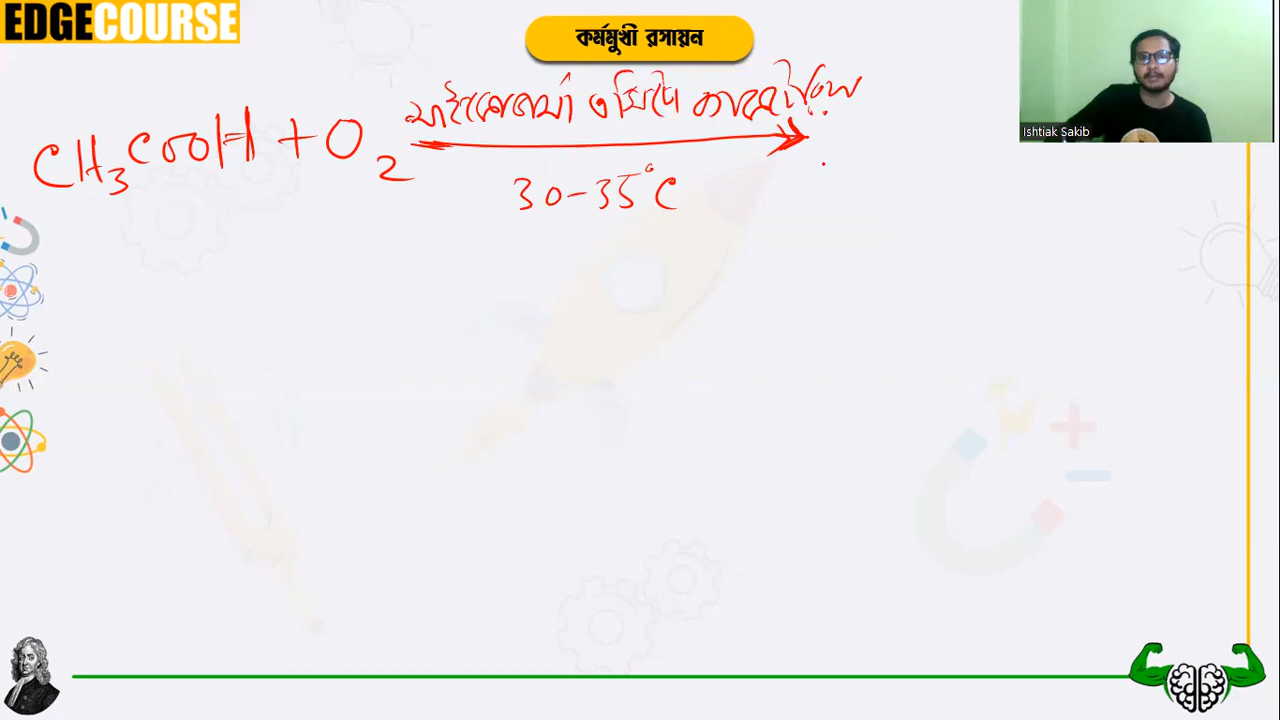 EDGECOURSE
কর্মমুখী রসায়ন
Ishtiak Sakib
CH3COOH + O2
30-35°C